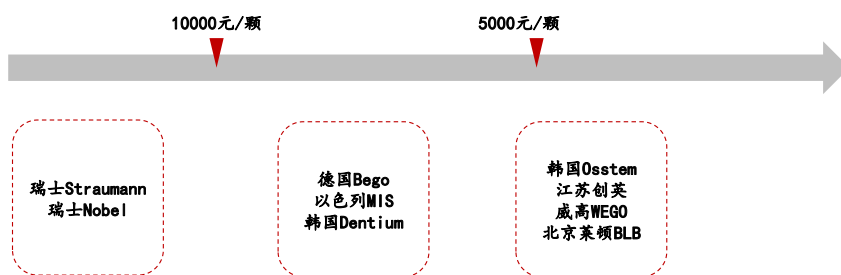 10000元/颗
5000元/颗
瑞士Straumann
瑞士Nobel
德国Bego
以色列MIS
韩国Dentium
韩国Osstem
江苏创英
威高WEGO
北京莱顿BLB